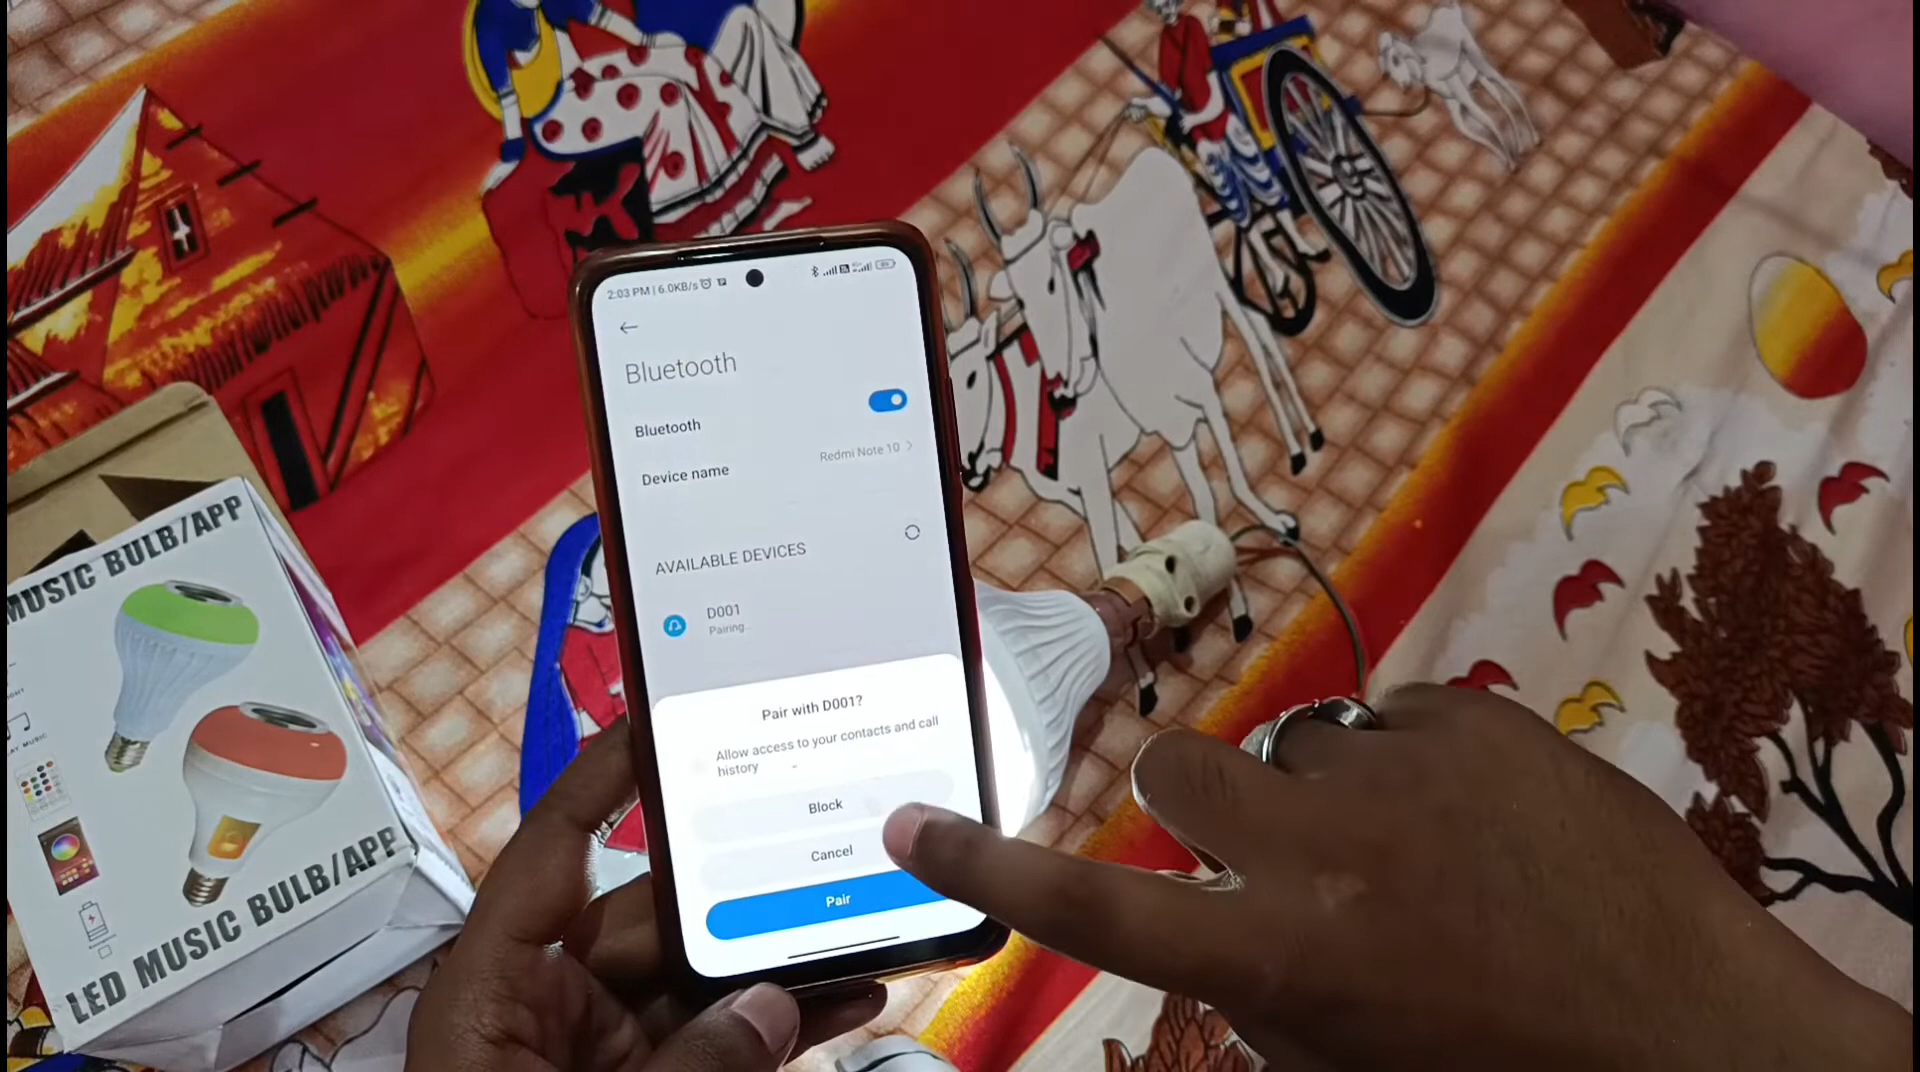 2:03 PM | 6.0KB/s
Bluetooth
Bluetooth
Device name
Redmi Note 10
AVAILABLE DEVICES
D001
Pairing...
Pair with D001?
Allow access to your contacts and call
history
Block
Cancel
Pair
MUSIC BULB/APP
LED MUSIC BULB/APP